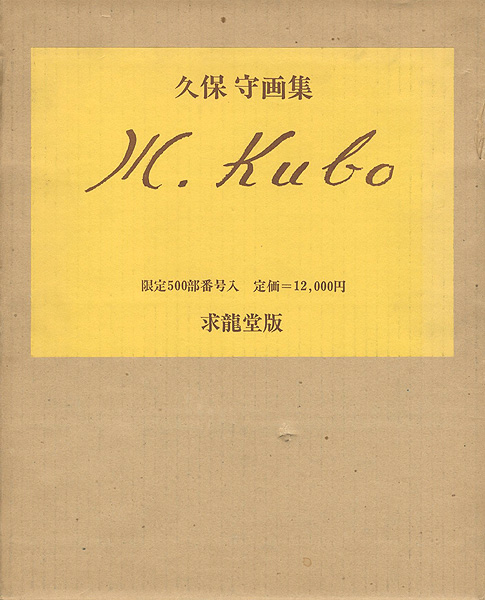 久保 守画集
M. Kubo
限定500部番号入　定価＝12,000円
求龍堂版